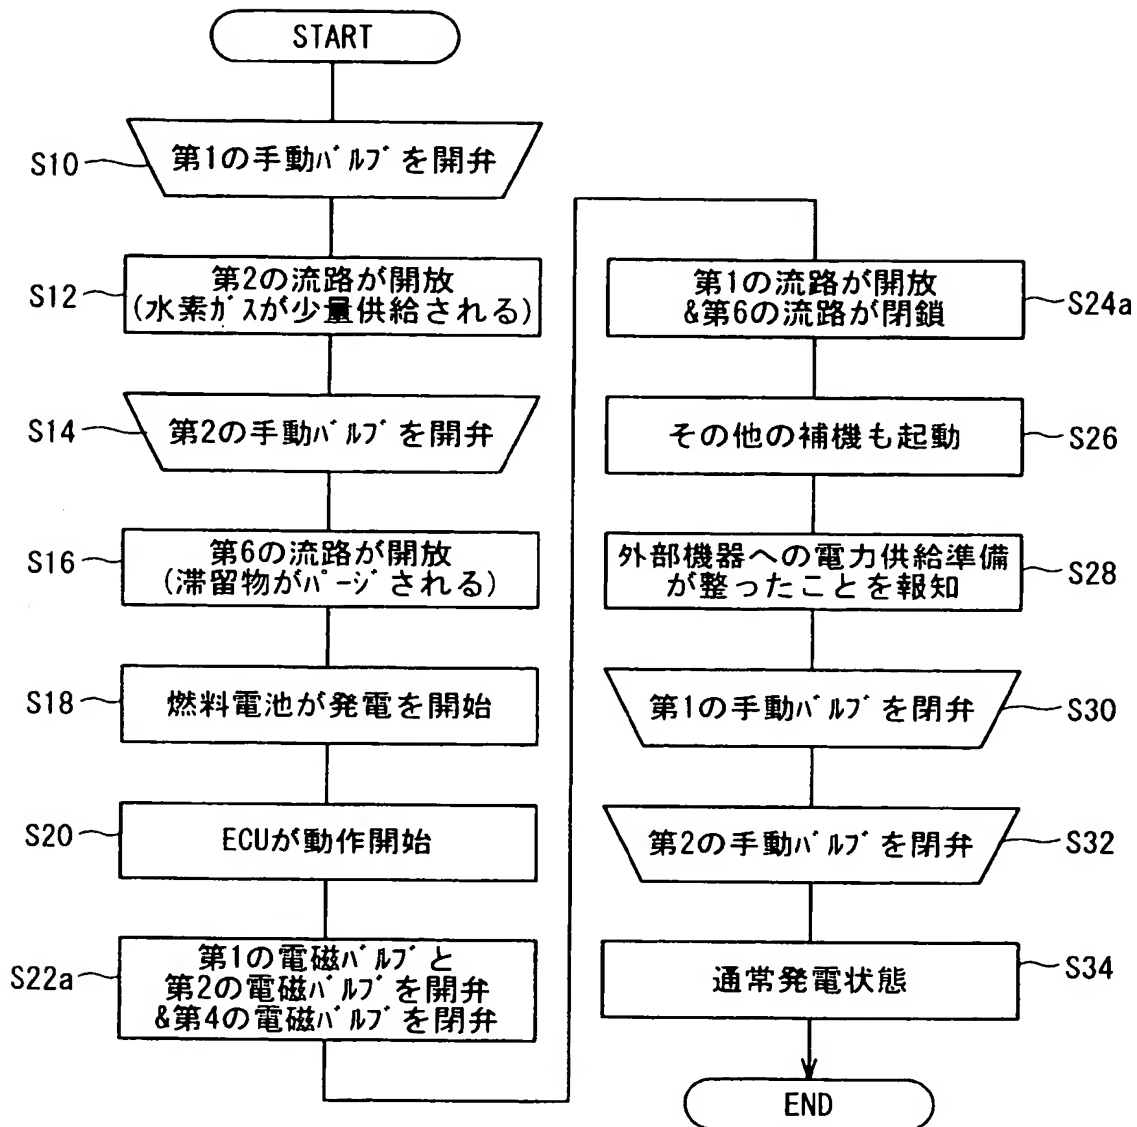 START
S10
第1の手動バルブを開弁
S12
第2の流路が開放
(水素ガスが少量供給される)
S14
第2の手動バルブを開弁
S16
第6の流路が開放
(滞留物がパージされる)
S18
燃料電池が発電を開始
S20
ECUが動作開始
S22a
第1の電磁バルブと
第2の電磁バルブを開弁
&第4の電磁バルブを閉弁
第1の流路が開放
&第6の流路が閉鎖
S24a
その他の補機も起動
S26
外部機器への電力供給準備
が整ったことを報知
S28
第1の手動バルブを閉弁
S30
第2の手動バルブを閉弁
S32
通常発電状態
S34
END